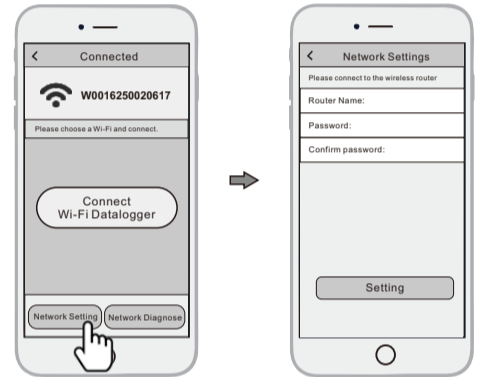 Connected
W0016250020617
Please choose a Wi-Fi and connect.
Connect
Wi-Fi Datalogger
Network Setting
Network Diagnose
Network Settings
Please connect to the wireless router
Router Name:
Password:
Confirm password:
Setting